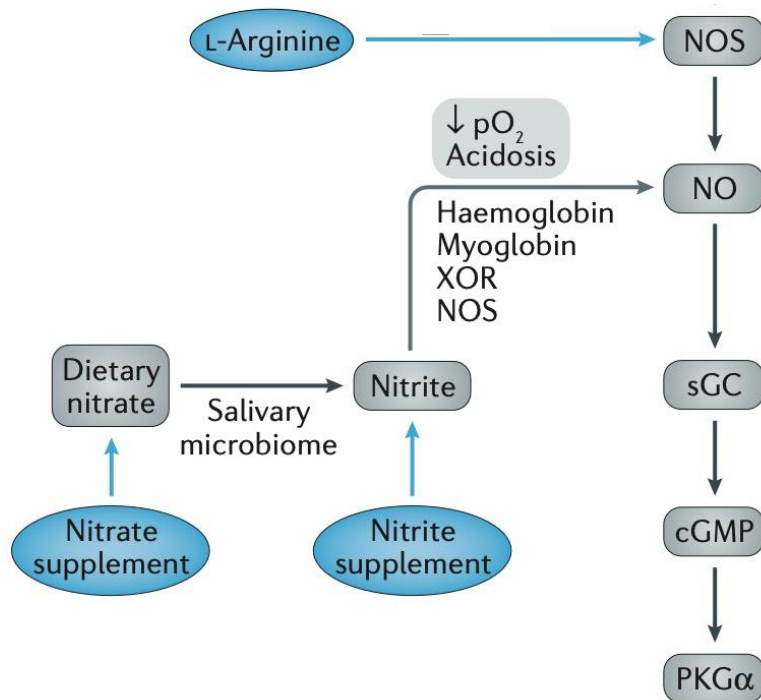 L-Arginine
NOS
↓ pO₂
Acidosis
NO
Haemoglobin
Myoglobin
XOR
NOS
Dietary
nitrate
Salivary
microbiome
Nitrite
sGC
Nitrate
supplement
Nitrite
supplement
cGMP
PKGα